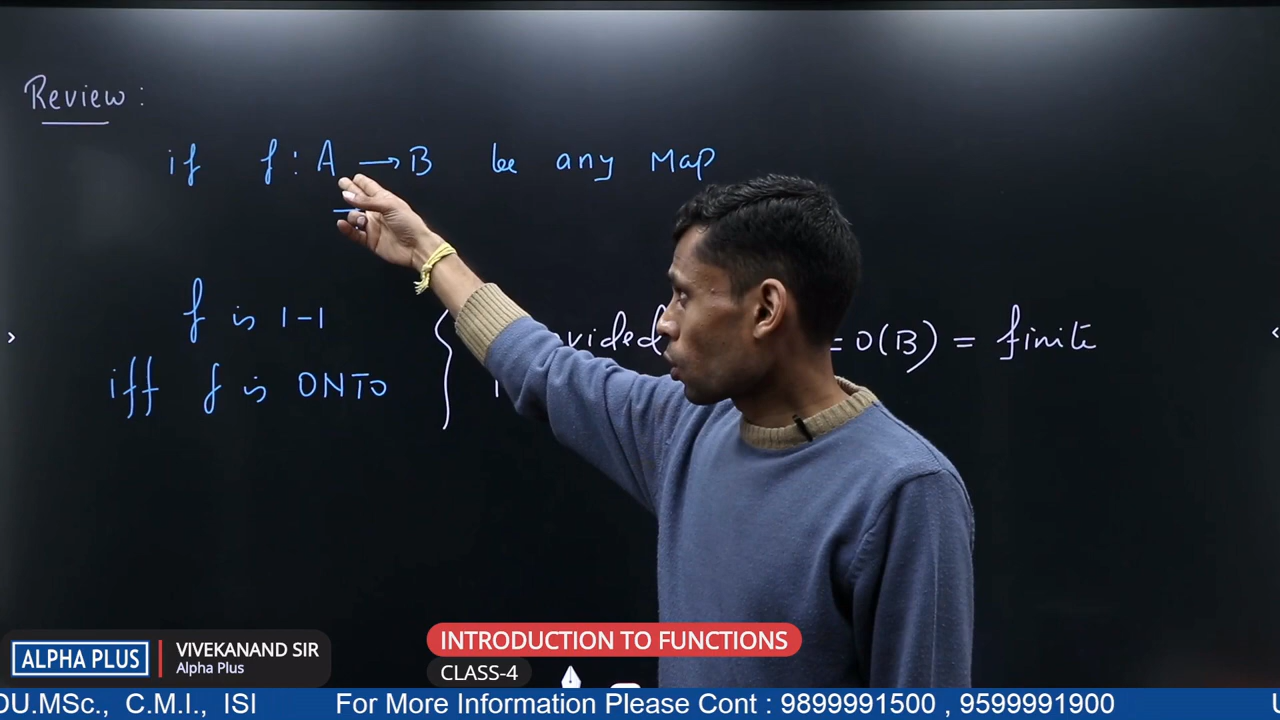 Review:
if f: A → B be any Map
f is 1-1
iff f is ONTO
= O(B) = finite
ALPHA PLUS
VIVEKANAND SIR
Alpha Plus
INTRODUCTION TO FUNCTIONS
CLASS-4
DU.MSc., C.M.I., ISI For More Information Please Cont : 9899991500 , 9599991000